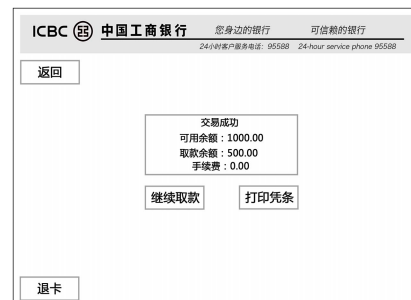 ICBC 中国工商银行 您身边的银行 可信赖的银行
24小时客户服务电话：95588 24-hour service phone 95588
返回
交易成功
可用余额：1000.00
取款余额：500.00
手续费：0.00
继续取款 打印凭条
退卡